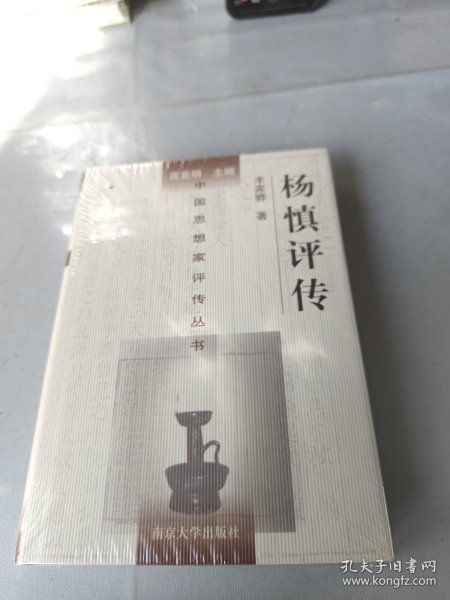 杨慎评传
丰家骅 著
匡亚明 主编
中国思想家评传丛书
南京大学出版社
孔夫子旧书网
www.kongfz.com